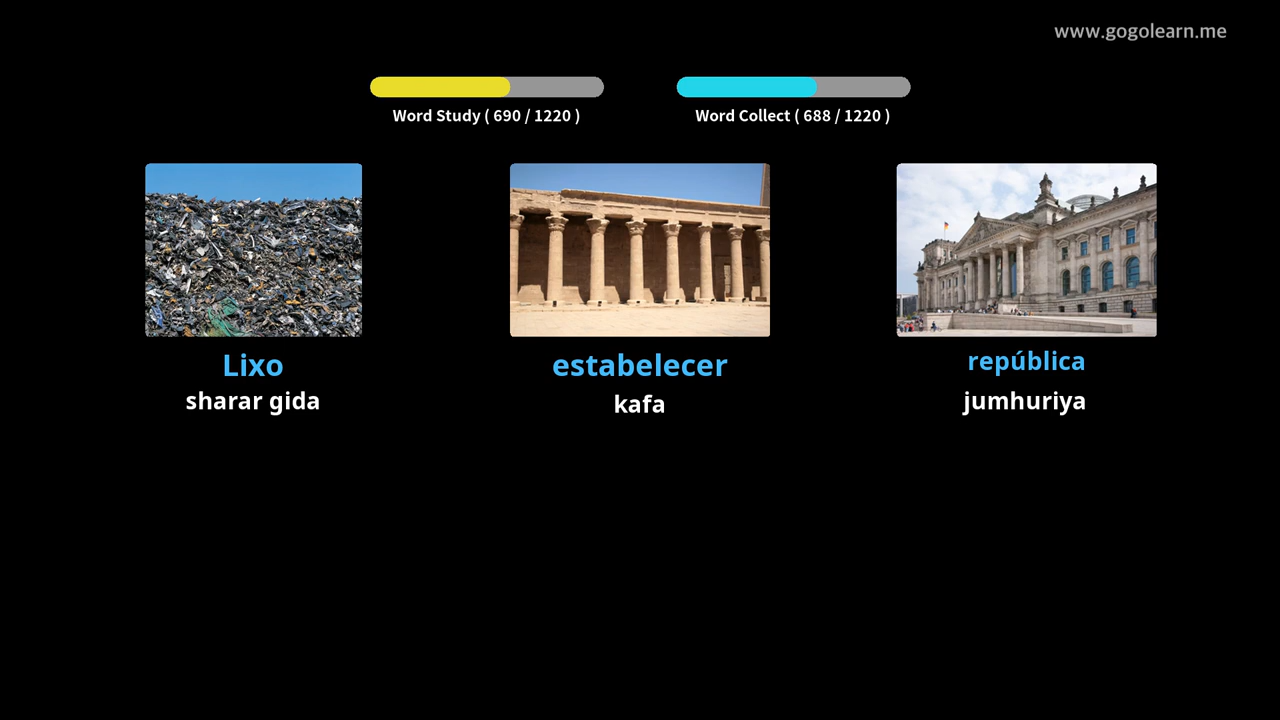 www.gogolearn.me
Word Study ( 690 / 1220 )
Word Collect ( 688 / 1220 )
Lixo
sharar gida
estabelecer
kafa
república
jumhuriya